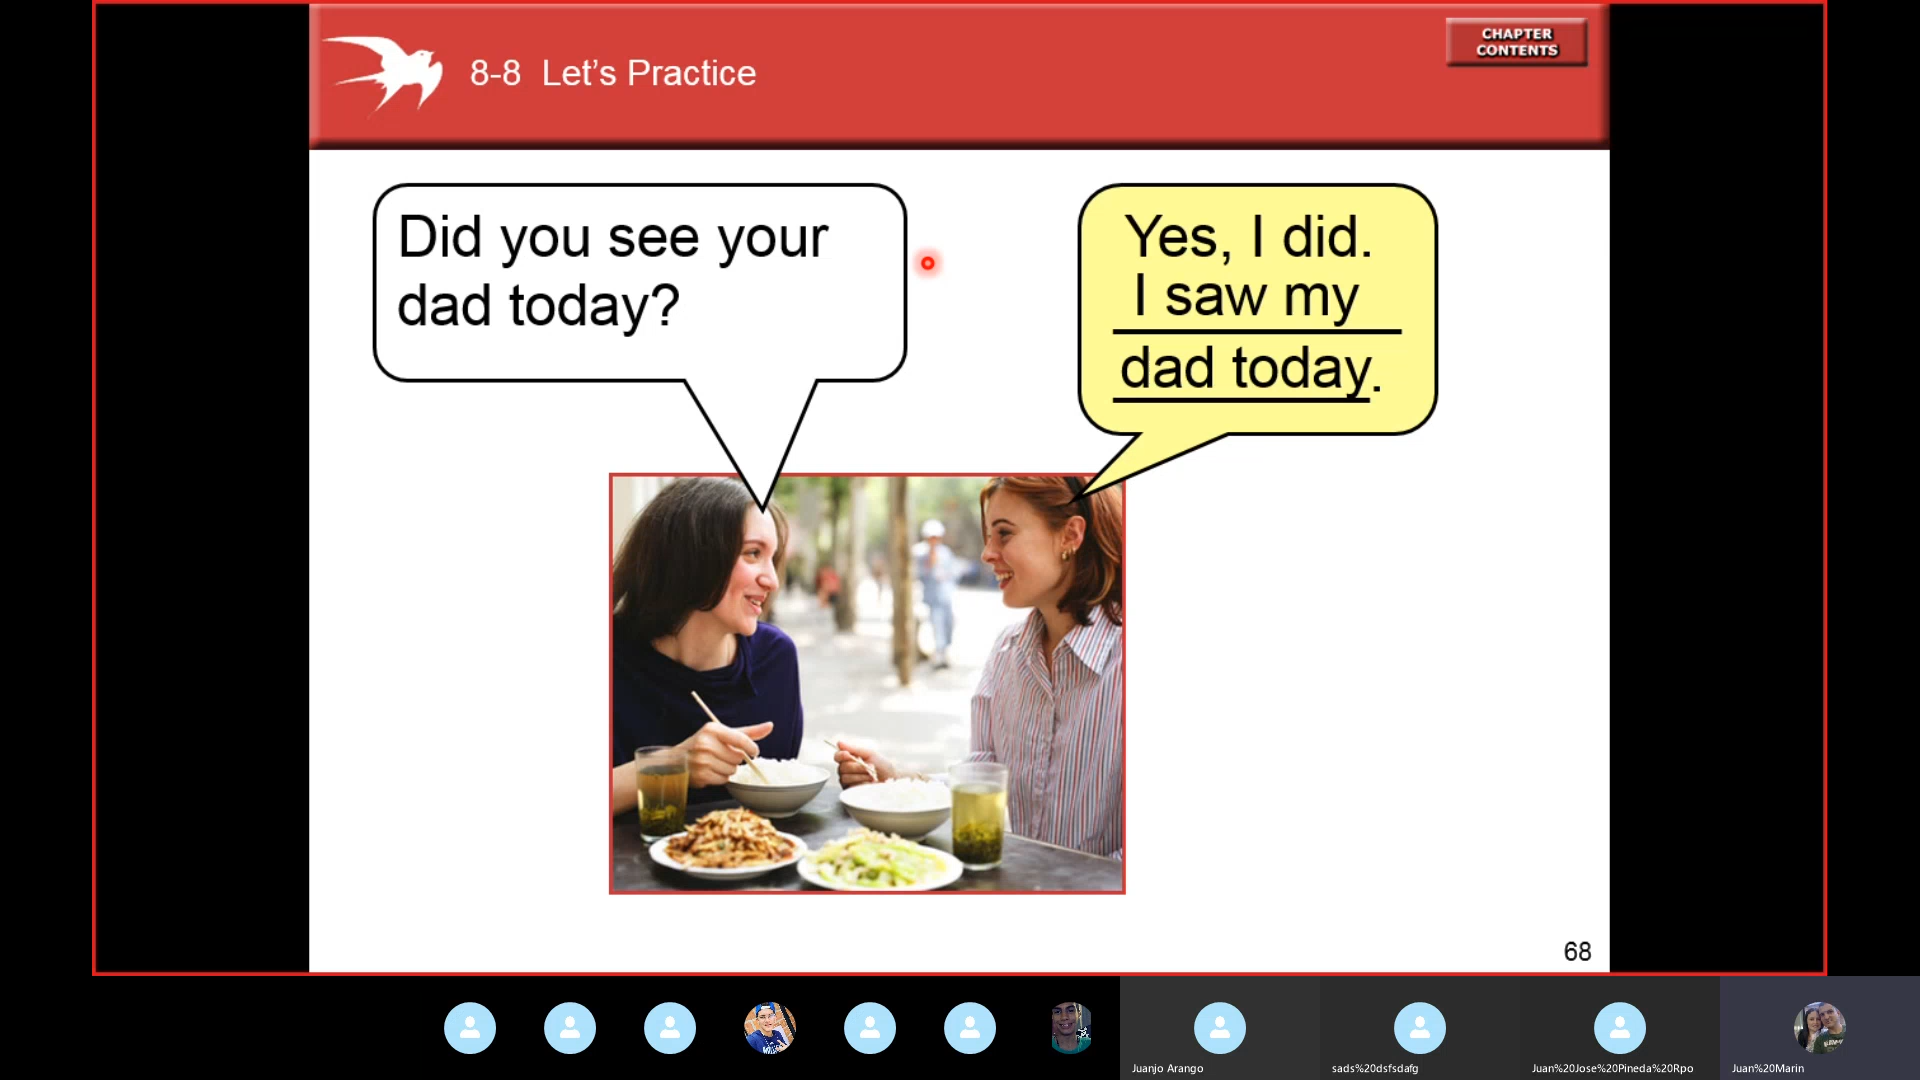 8-8 Let’s Practice
CHAPTER
CONTENTS
Did you see your
dad today?
Yes, I did.
I saw my
dad today.
68
Juanjo Arango
sads%20dsfsdafg
Juan%20Jose%20Pineda%20Rpo
Juan%20Marin